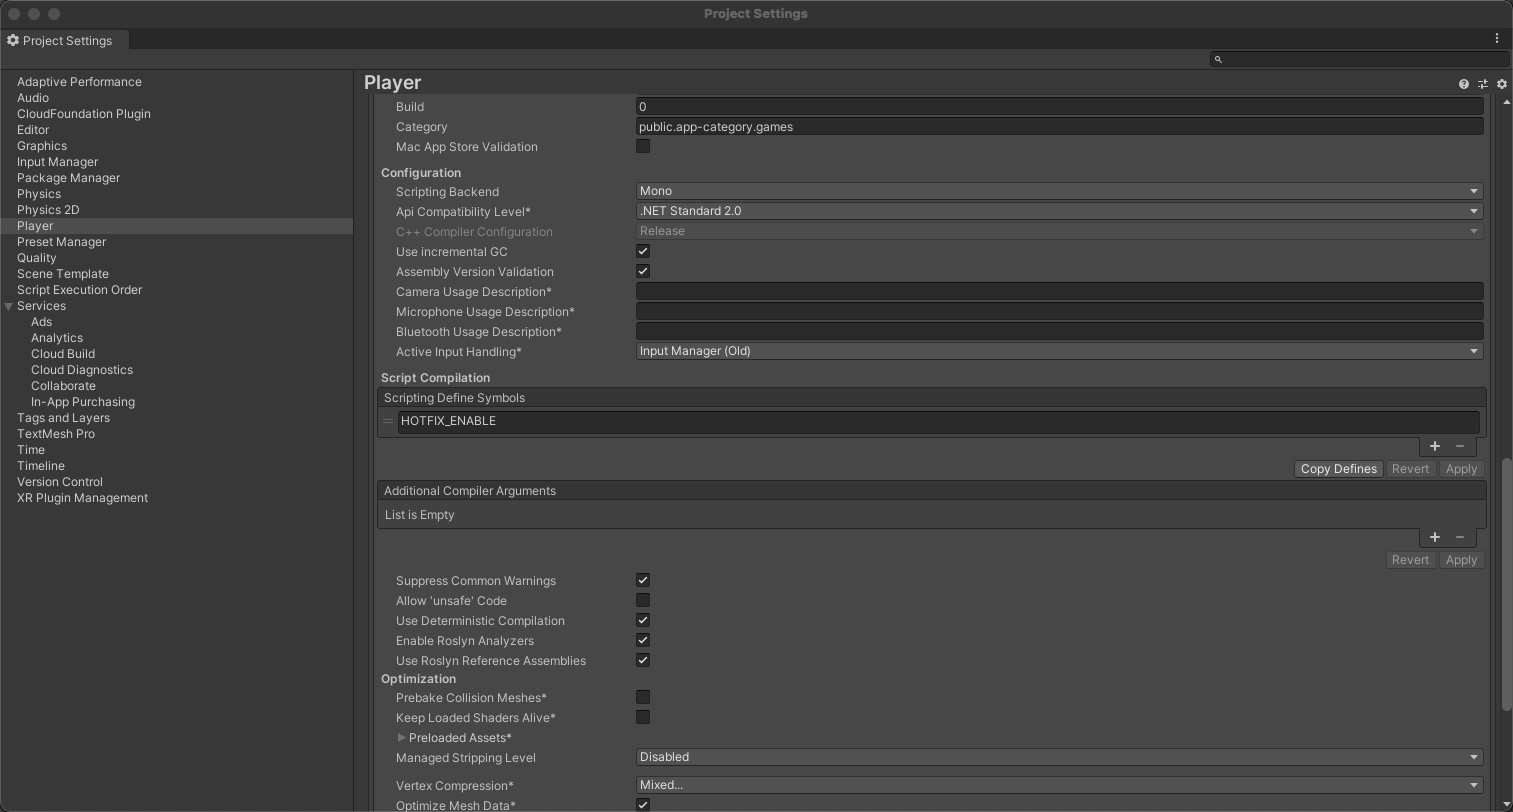 Project Settings
Project Settings
Adaptive Performance
Audio
CloudFoundation Plugin
Editor
Graphics
Input Manager
Package Manager
Physics
Physics 2D
Player
Preset Manager
Quality
Scene Template
Script Execution Order
Services
Ads
Analytics
Cloud Build
Cloud Diagnostics
Collaborate
In-App Purchasing
Tags and Layers
TextMesh Pro
Time
Timeline
Version Control
XR Plugin Management
Player
Build 0
Category public.app-category.games
Mac App Store Validation
Configuration
Scripting Backend Mono
Api Compatibility Level* .NET Standard 2.0
C++ Compiler Configuration Release
Use incremental GC
Assembly Version Validation
Camera Usage Description*
Microphone Usage Description*
Bluetooth Usage Description*
Active Input Handling* Input Manager (Old)
Script Compilation
Scripting Define Symbols
HOTFIX_ENABLE
Copy Defines Revert Apply
Additional Compiler Arguments
List is Empty
Revert Apply
Suppress Common Warnings
Allow 'unsafe' Code
Use Deterministic Compilation
Enable Roslyn Analyzers
Use Roslyn Reference Assemblies
Optimization
Prebake Collision Meshes*
Keep Loaded Shaders Alive*
Preloaded Assets*
Managed Stripping Level Disabled
Vertex Compression* Mixed...
Optimize Mesh Data*